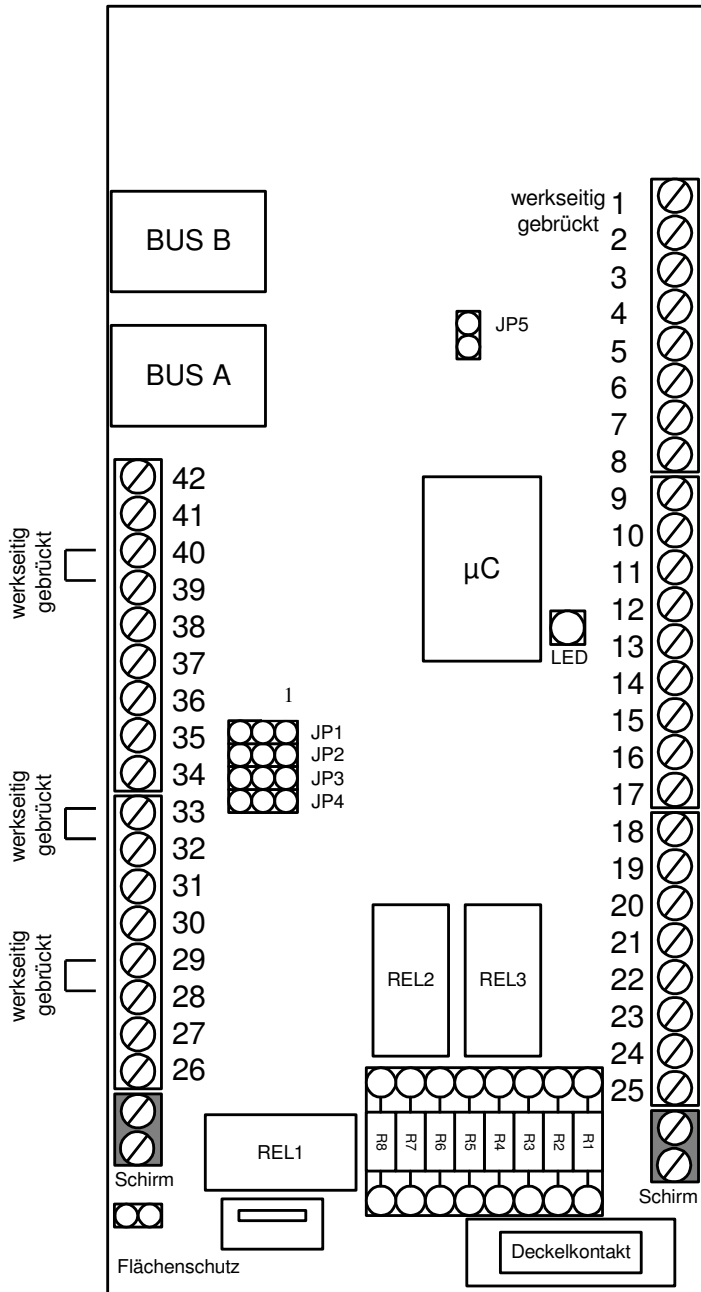 BUS B
BUS A
werkseitig
gebrückt
1
2
3
4
5
6
7
8
JP5
9
10
11
12
13
14
15
16
17
µC
LED
42
41
40
39
38
37
36
35
34
werkseitig
gebrückt
1
JP1
JP2
JP3
JP4
33
32
31
30
29
28
27
26
werkseitig
gebrückt
werkseitig
gebrückt
18
19
20
21
22
23
24
25
REL2
REL3
REL1
R8
R7
R6
R5
R4
R3
R2
R1
Schirm
Schirm
Flächenschutz
Deckelkontakt